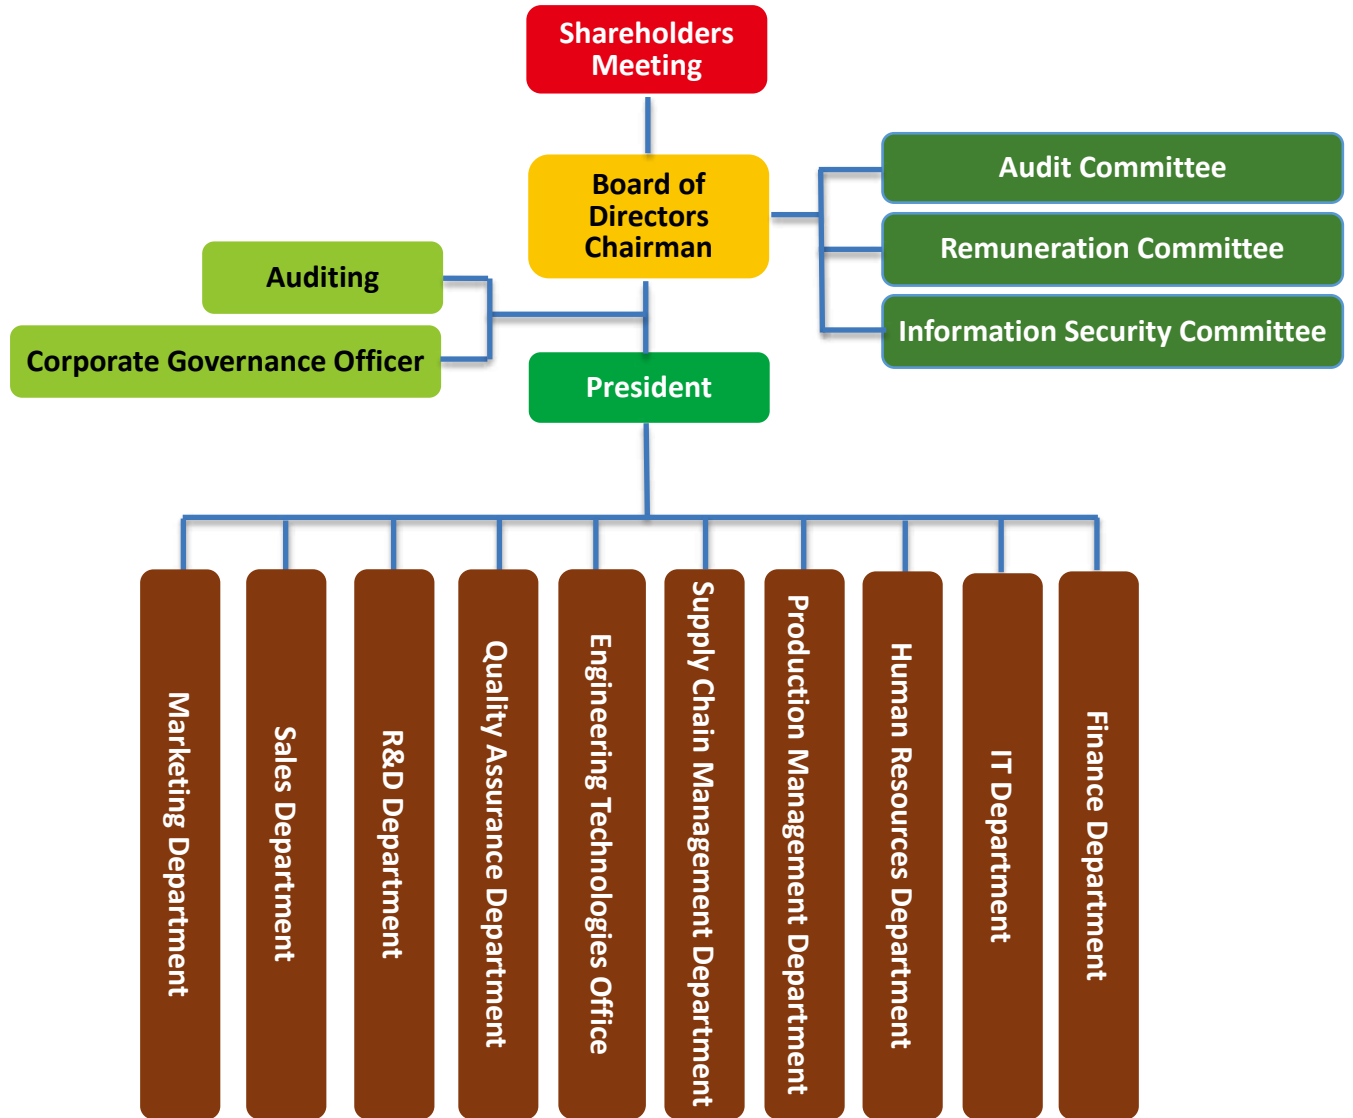 Shareholders
Meeting
Board of
Directors
Chairman
Audit Committee
Remuneration Committee
Information Security Committee
Auditing
Corporate Governance Officer
President
Marketing Department
Sales Department
R&D Department
Quality Assurance Department
Engineering Technologies Office
Supply Chain Management Department
Production Management Department
Human Resources Department
IT Department
Finance Department